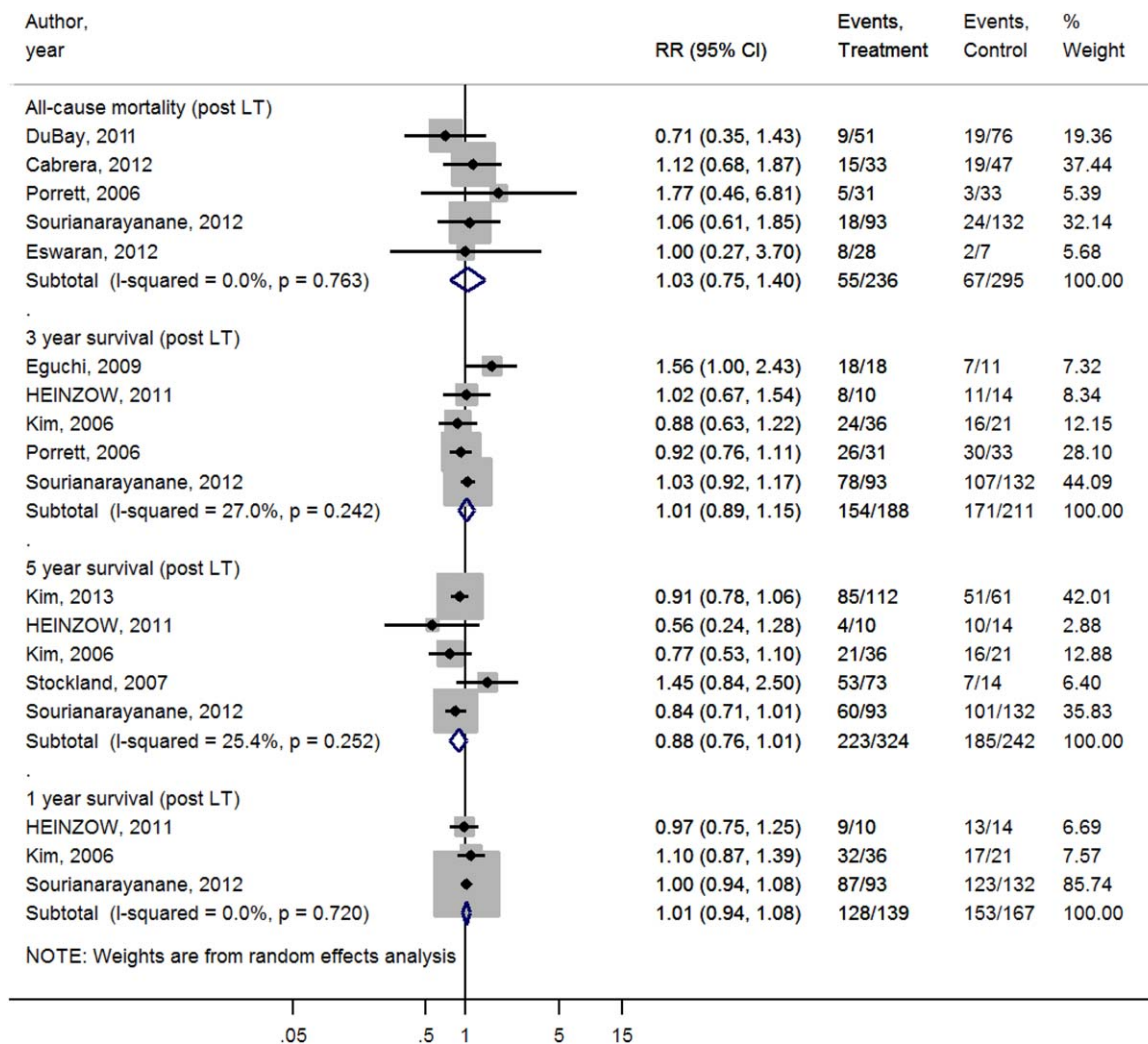 Author, Events, Events, %
year RR (95% CI) Treatment Control Weight
All-cause mortality (post LT)
DuBay, 2011 0.71 (0.35, 1.43) 9/51 19/76 19.36
Cabrera, 2012 1.12 (0.68, 1.87) 15/33 19/47 37.44
Porrett, 2006 1.77 (0.46, 6.81) 5/31 3/33 5.39
Sourianarayanane, 2012 1.06 (0.61, 1.85) 18/93 24/132 32.14
Eswaran, 2012 1.00 (0.27, 3.70) 8/28 2/7 5.68
Subtotal (I-squared = 0.0%, p = 0.763) 1.03 (0.75, 1.40) 55/236 67/295 100.00
.
3 year survival (post LT)
Eguchi, 2009 1.56 (1.00, 2.43) 18/18 7/11 7.32
HEINZOW, 2011 1.02 (0.67, 1.54) 8/10 11/14 8.34
Kim, 2006 0.88 (0.63, 1.22) 24/36 16/21 12.15
Porrett, 2006 0.92 (0.76, 1.11) 26/31 30/33 28.10
Sourianarayanane, 2012 1.03 (0.92, 1.17) 78/93 107/132 44.09
Subtotal (I-squared = 27.0%, p = 0.242) 1.01 (0.89, 1.15) 154/188 171/211 100.00
.
5 year survival (post LT)
Kim, 2013 0.91 (0.78, 1.06) 85/112 51/61 42.01
HEINZOW, 2011 0.56 (0.24, 1.28) 4/10 10/14 2.88
Kim, 2006 0.77 (0.53, 1.10) 21/36 16/21 12.88
Stockland, 2007 1.45 (0.84, 2.50) 53/73 7/14 6.40
Sourianarayanane, 2012 0.84 (0.71, 1.01) 60/93 101/132 35.83
Subtotal (I-squared = 25.4%, p = 0.252) 0.88 (0.76, 1.01) 223/324 185/242 100.00
.
1 year survival (post LT)
HEINZOW, 2011 0.97 (0.75, 1.25) 9/10 13/14 6.69
Kim, 2006 1.10 (0.87, 1.39) 32/36 17/21 7.57
Sourianarayanane, 2012 1.00 (0.94, 1.08) 87/93 123/132 85.74
Subtotal (I-squared = 0.0%, p = 0.720) 1.01 (0.94, 1.08) 128/139 153/167 100.00
.
NOTE: Weights are from random effects analysis
.05 .5 1 5 15